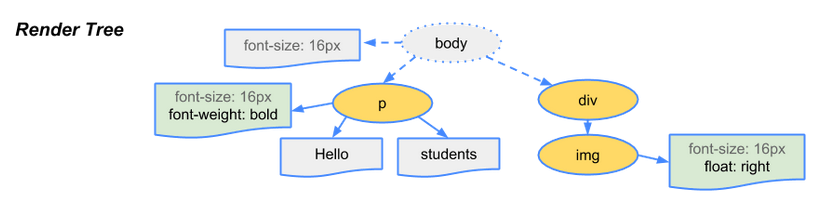 Render Tree
font-size: 16px
body
font-size: 16px
font-weight: bold
p
div
Hello
students
img
font-size: 16px
float: right